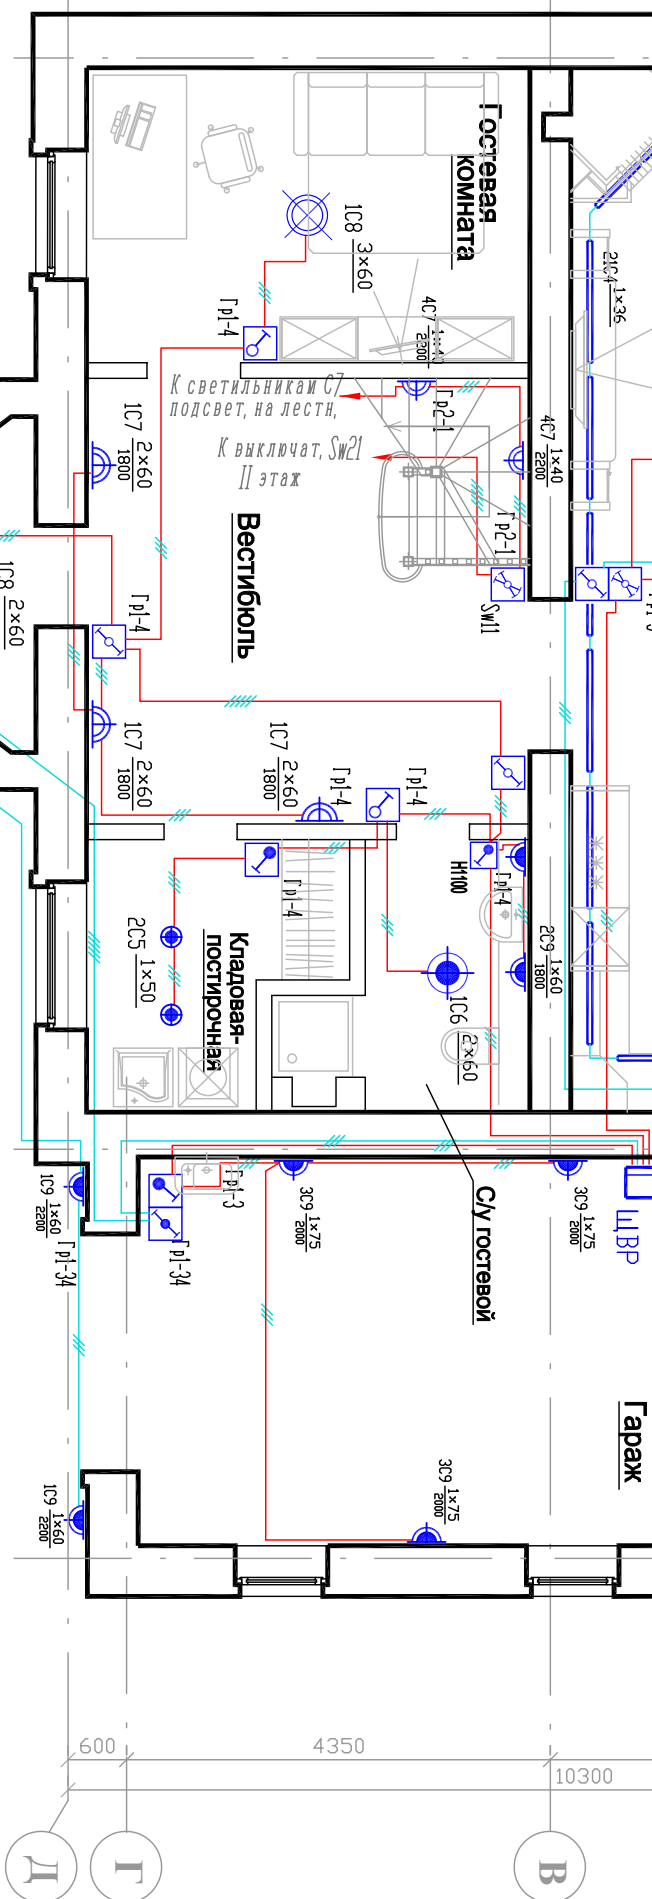 Гостевая
комната
1С8 3×60
Гр1-4
4С7
2200
21С4 1×36
К светильникам С7
подсвет, на лестн,
Гр2-1
К выключат, Sw21
II этаж
4С7 1×40
2200
1С7 2×60
1800
Вестибюль
Гр2-1
Sw11
1С8 2×60
Гр1-4
1С7 2×60
1800
1С7 2×60
1800
Гр1-4
Гр1-4
Гр1-4
H1100
Гр1-4
2С5 1×50
Кладовая-
постирочная
2С9 1×60
1800
1С6 2×60
1С9 1×60
2200
Гр1-34
Гр1-3
Гр1-34
3С9 1×75
2000
С/у гостевой
3С9 1×75
2000
ЩВР
Гараж
1С9 1×60
2200
3С9 1×75
2000
600
4350
10300
Д
Г
В